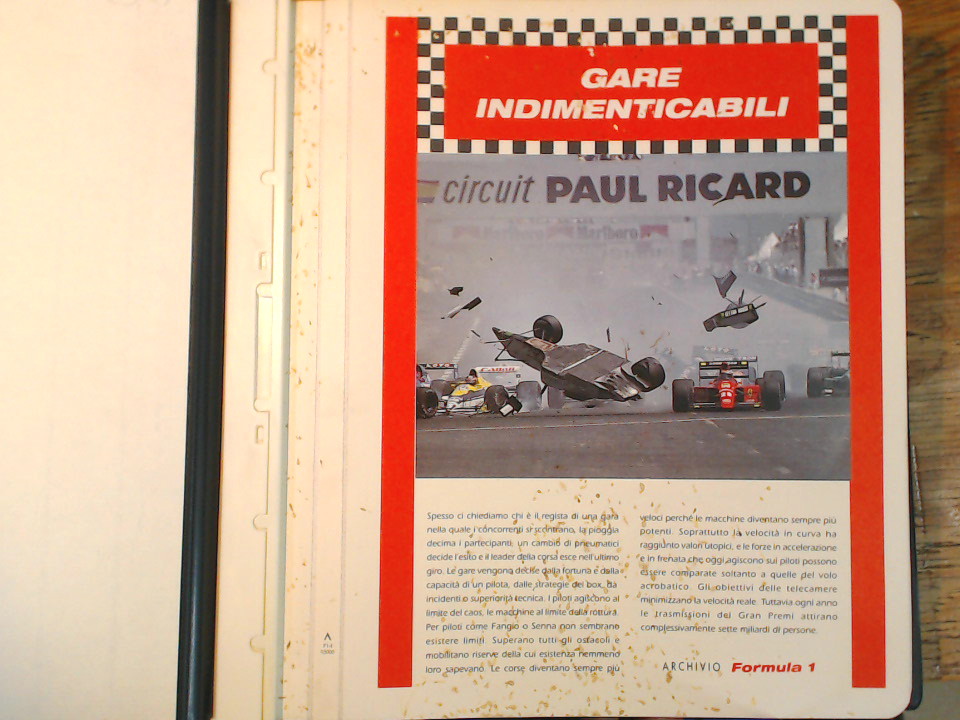 GARE
INDIMENTICABILI
circuit PAUL RICARD
Marlboro Marlboro
Canon
Spesso ci chiediamo chi è il regista di una gara
nella quale i concorrenti si scontrano, la pioggia
decima i partecipanti, un cambio di pneumatici
decide l'esito e il leader della corsa esce nell'ultimo
giro. Le gare vengono decise dalla fortuna e dalla
capacità di un pilota, dalle strategie dei box, da
incidenti o superiorità tecnica. I piloti agiscono al
limite del caos, le macchine al limite della rottura.
Per piloti come Fangio o Senna non sembrano
esistere limiti. Superano tutti gli ostacoli e
mobilitano riserve della cui esistenza nemmeno
loro sapevano. Le corse diventano sempre più
veloci perché le macchine diventano sempre più
potenti. Soprattutto la velocità in curva ha
raggiunto valori utopici, e le forze in accelerazione
e in frenata che oggi agiscono sui piloti possono
essere comparate soltanto a quelle del volo
acrobatico. Gli obiettivi delle telecamere
minimizzano la velocità reale. Tuttavia ogni anno
le trasmissioni dei Gran Premi attirano
complessivamente sette miliardi di persone.
ARCHIVIO Formula 1